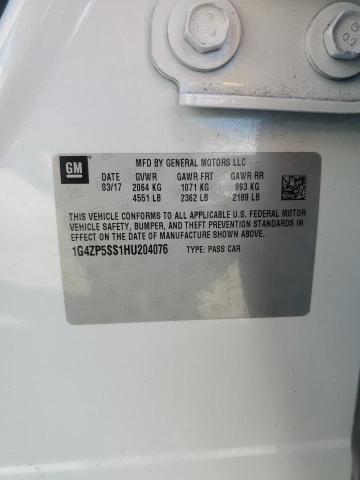 GM
MFD BY GENERAL MOTORS LLC
DATE GVWR GAWR FRT GAWR RR
03/17 2064 KG 1071 KG 993 KG
4551 LB 2362 LB 2189 LB
THIS VEHICLE CONFORMS TO ALL APPLICABLE U.S. FEDERAL MOTOR
VEHICLE SAFETY, BUMPER, AND THEFT PREVENTION STANDARDS IN
EFFECT ON THE DATE OF MANUFACTURE SHOWN ABOVE.
1G4ZP5SS1HU204076 TYPE: PASS CAR